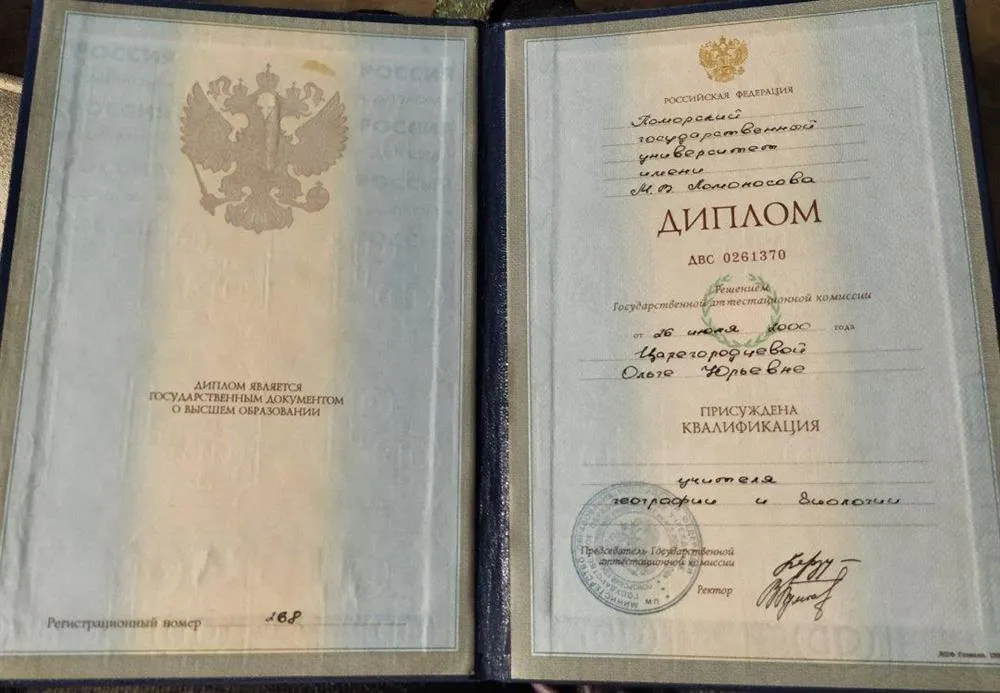 ДИПЛОМ ЯВЛЯЕТСЯ
ГОСУДАРСТВЕННЫМ ДОКУМЕНТОМ
О ВЫСШЕМ ОБРАЗОВАНИИ
Регистрационный номер 268
РОССИЙСКАЯ ФЕДЕРАЦИЯ
Поморский
государственный
университет
имени
М.В Ломоносова
ДИПЛОМ
ДВС 0261370
Решением
Государственной аттестационной комиссии
от 26 июля 2000 года
Царегородцевой
Ольге Юрьевне
ПРИСУЖДЕНА
КВАЛИФИКАЦИЯ
учителя
географии и биологии
Председатель Государственной
аттестационной комиссии
Ректор